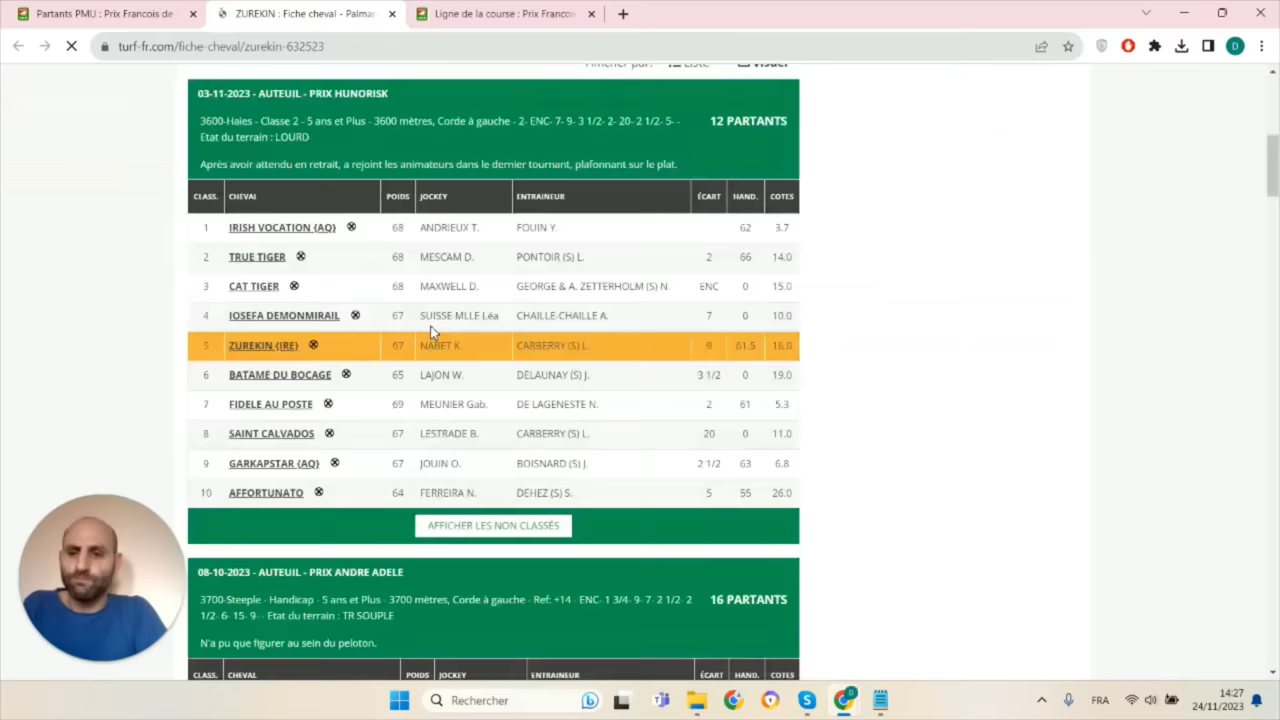 Partants PMU : Prix Francois de
ZUREKIN : Fiche cheval - Palmar
Ligne de la course : Prix Franco
turf-fr.com/fiche-cheval/zurekin-632523
D
Afficher par: Liste Visuel
03-11-2023 - AUTEUIL - PRIX HUNORISK
3600-Haies - Classe 2 - 5 ans et Plus - 3600 mètres, Corde à gauche - 2- ENC- 7- 9- 3 1/2- 2- 20- 2 1/2- 5- -
12 PARTANTS
Etat du terrain : LOURD
Après avoir attendu en retrait, a rejoint les animateurs dans le dernier tournant, plafonnant sur le plat.
CLASS. CHEVAL POIDS JOCKEY ENTRAINEUR ÉCART HAND. COTES
1 IRISH VOCATION {AQ} 68 ANDRIEUX T. FOUIN Y. 62 3.7
2 TRUE TIGER 68 MESCAM D. PONTOIR (S) L. 2 66 14.0
3 CAT TIGER 68 MAXWELL D. GEORGE & A. ZETTERHOLM (S) N. ENC 0 15.0
4 IOSEFA DEMONMIRAIL 67 SUISSE MLLE Léa CHAILLE-CHAILLE A. 7 0 10.0
5 ZUREKIN {IRE} 67 NABET K. CARBERRY (S) L. 9 61.5 16.0
6 BATAME DU BOCAGE 65 LAJON W. DELAUNAY (S) J. 3 1/2 0 19.0
7 FIDELE AU POSTE 69 MEUNIER Gab. DE LAGENESTE N. 2 61 5.3
8 SAINT CALVADOS 67 LESTRADE B. CARBERRY (S) L. 20 0 11.0
9 GARKAPSTAR {AQ} 67 JOUIN O. BOISNARD (S) J. 2 1/2 63 6.8
10 AFFORTUNATO 64 FERREIRA N. DEHEZ (S) S. 5 55 26.0
AFFICHER LES NON CLASSÉS
08-10-2023 - AUTEUIL - PRIX ANDRE ADELE
3700-Steeple - Handicap - 5 ans et Plus - 3700 mètres, Corde à gauche - Ref: +14 - ENC- 1 3/4- 9- 7- 2 1/2- 2
16 PARTANTS
1/2- 6- 15- 9- - Etat du terrain : TR SOUPLE
N'a pu que figurer au sein du peloton.
CLASS. CHEVAL POIDS JOCKEY ENTRAINEUR ÉCART HAND. COTES
Rechercher
FRA
14:27
24/11/2023